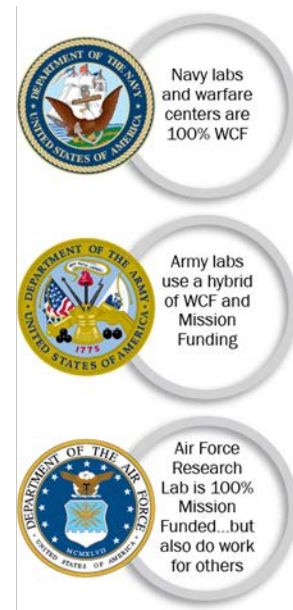 DEPARTMENT OF THE NAVY
UNITED STATES OF AMERICA
Navy labs
and warfare
centers are
100% WCF
DEPARTMENT OF THE ARMY
UNITED STATES OF AMERICA
1775
Army labs
use a hybrid
of WCF and
Mission
Funding
DEPARTMENT OF THE AIR FORCE
UNITED STATES OF AMERICA
MCMXLVII
Air Force
Research
Lab is 100%
Mission
Funded...but
also do work
for others